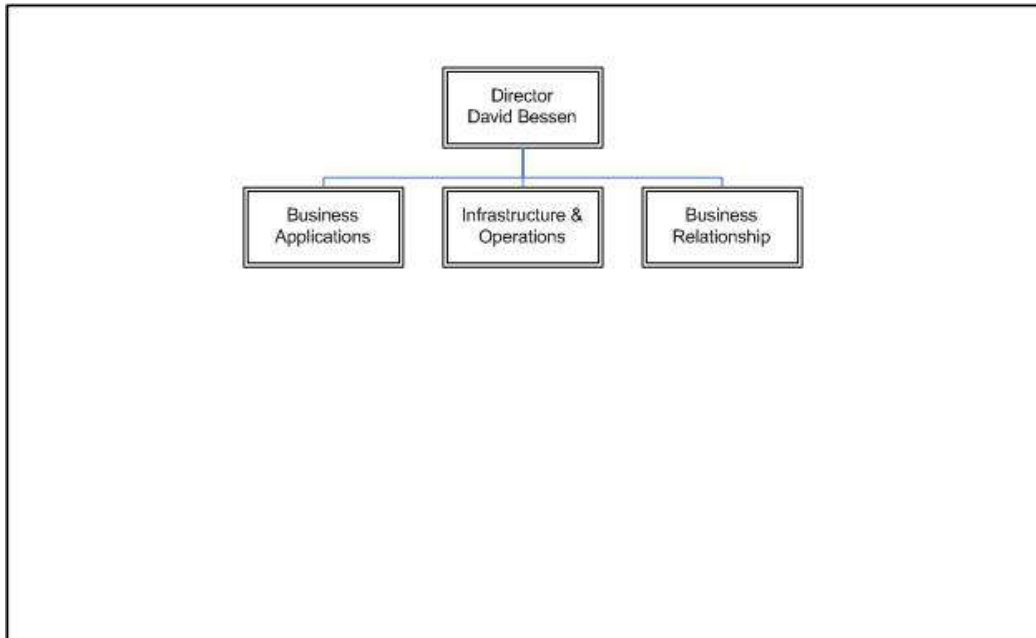 Director
David Bessen
Business
Applications
Infrastructure &
Operations
Business
Relationship